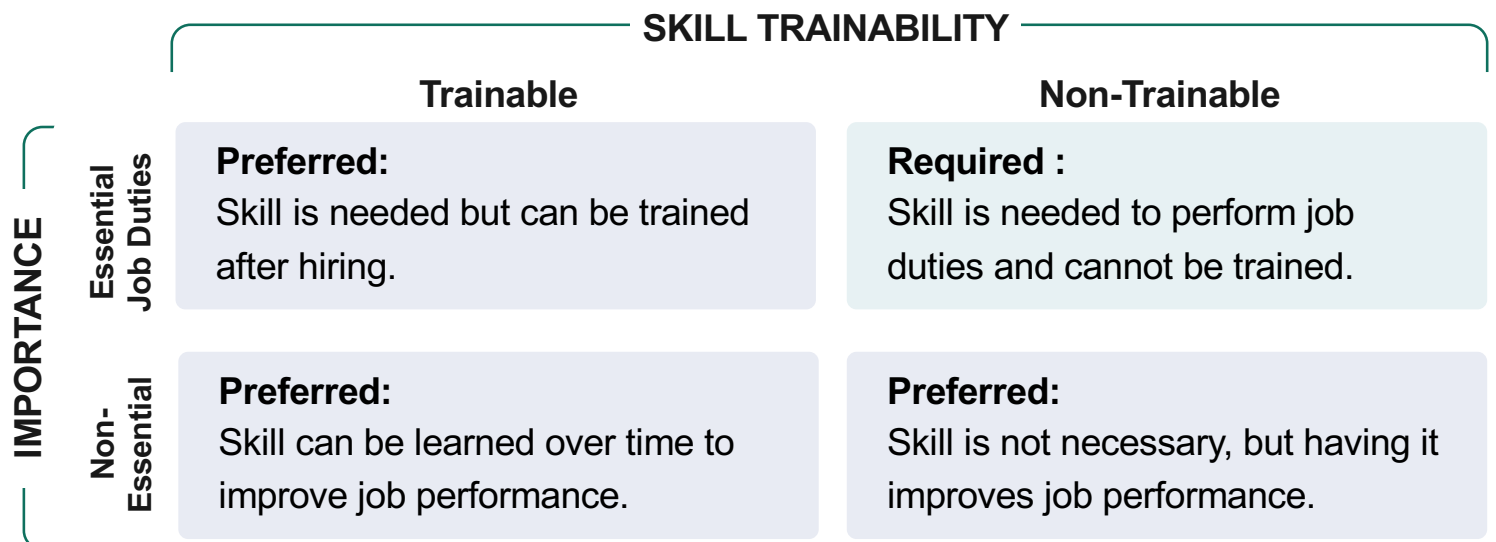 SKILL TRAINABILITY
Trainable
Non-Trainable
IMPORTANCE
Essential
Job Duties
Preferred:
Skill is needed but can be trained
after hiring.
Required :
Skill is needed to perform job
duties and cannot be trained.
Non-
Essential
Preferred:
Skill can be learned over time to
improve job performance.
Preferred:
Skill is not necessary, but having it
improves job performance.